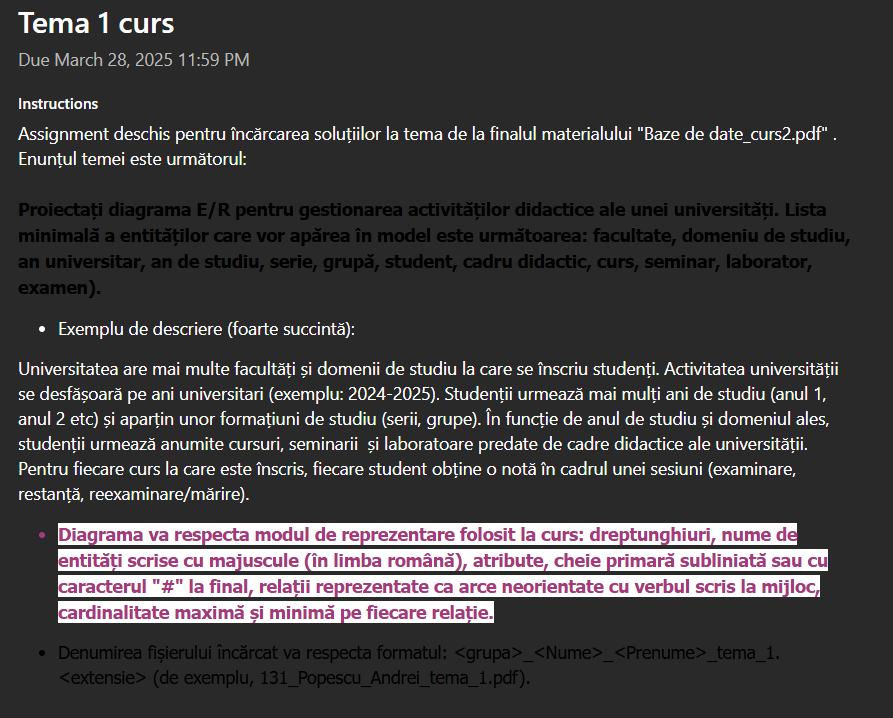 Tema 1 curs
Due March 28, 2025 11:59 PM
Instructions
Assignment deschis pentru încărcarea soluțiilor la tema de la finalul materialului "Baze de date_curs2.pdf" .
Enunțul temei este următorul:
Proiectați diagrama E/R pentru gestionarea activităților didactice ale unei universități. Lista
minimală a entităților care vor apărea în model este următoarea: facultate, domeniu de studiu,
an universitar, an de studiu, serie, grupă, student, cadru didactic, curs, seminar, laborator,
examen).
• Exemplu de descriere (foarte succintă):
Universitatea are mai multe facultăți și domenii de studiu la care se înscriu studenți. Activitatea universității
se desfășoară pe ani universitari (exemplu: 2024-2025). Studenții urmează mai mulți ani de studiu (anul 1,
anul 2 etc) și aparțin unor formațiuni de studiu (serii, grupe). În funcție de anul de studiu și domeniul ales,
studenții urmează anumite cursuri, seminarii  și laboratoare predate de cadre didactice ale universității.
Pentru fiecare curs la care este înscris, fiecare student obține o notă în cadrul unei sesiuni (examinare,
restanță, reexaminare/mărire).
• Diagrama va respecta modul de reprezentare folosit la curs: dreptunghiuri, nume de
entități scrise cu majuscule (în limba română), atribute, cheie primară subliniată sau cu
caracterul "#" la final, relații reprezentate ca arce neorientate cu verbul scris la mijloc,
cardinalitate maximă și minimă pe fiecare relație.
• Denumirea fișierului încărcat va respecta formatul: <grupa>_<Nume>_<Prenume>_tema_1.
<extensie> (de exemplu, 131_Popescu_Andrei_tema_1.pdf).